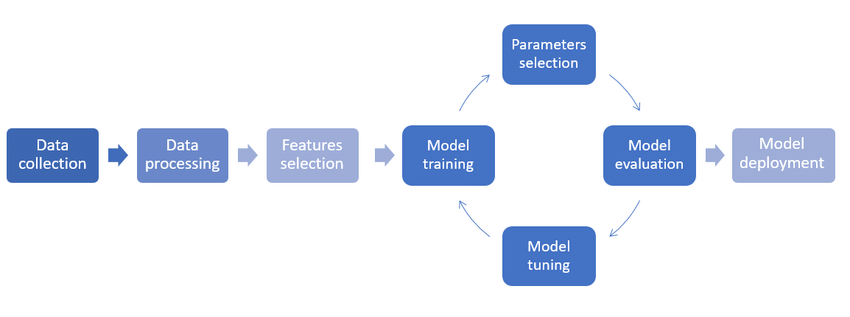 Parameters
selection
Data
collection
Data
processing
Features
selection
Model
training
Model
evaluation
Model
deployment
Model
tuning